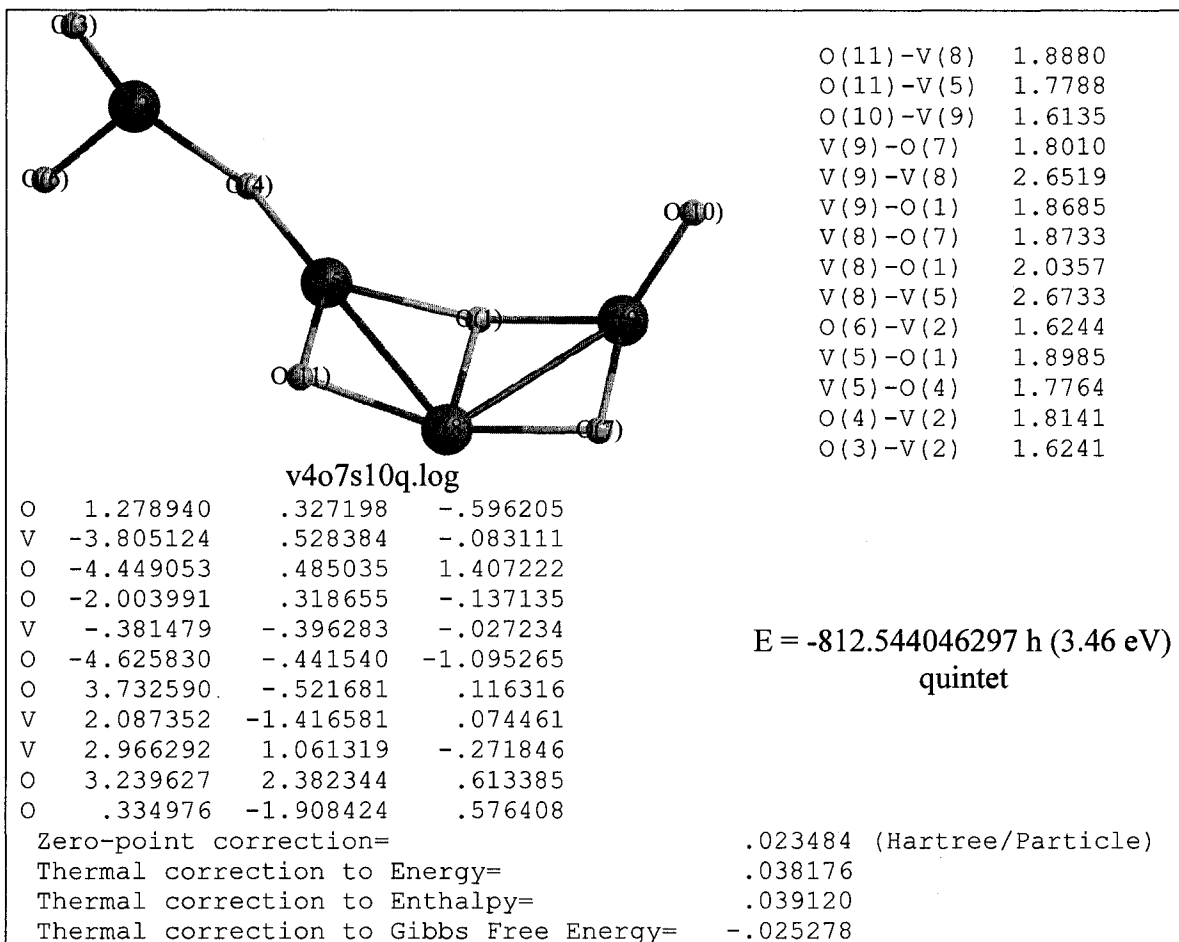 O(3)
O(6)
O(4)
O(10)
O(1)
O(11)
O(7)
O(11)-V(8) 1.8880
O(11)-V(5) 1.7788
O(10)-V(9) 1.6135
V(9)-O(7) 1.8010
V(9)-V(8) 2.6519
V(9)-O(1) 1.8685
V(8)-O(7) 1.8733
V(8)-O(1) 2.0357
V(8)-V(5) 2.6733
O(6)-V(2) 1.6244
V(5)-O(1) 1.8985
V(5)-O(4) 1.7764
O(4)-V(2) 1.8141
O(3)-V(2) 1.6241
v4o7s10q.log
O 1.278940 .327198 -.596205
V -3.805124 .528384 -.083111
O -4.449053 .485035 1.407222
O -2.003991 .318655 -.137135
V -.381479 -.396283 -.027234
O -4.625830 -.441540 -1.095265
O 3.732590 -.521681 .116316
V 2.087352 -1.416581 .074461
V 2.966292 1.061319 -.271846
O 3.239627 2.382344 .613385
O .334976 -1.908424 .576408
E = -812.544046297 h (3.46 eV)
quintet
Zero-point correction= .023484 (Hartree/Particle)
Thermal correction to Energy= .038176
Thermal correction to Enthalpy= .039120
Thermal correction to Gibbs Free Energy= -.025278